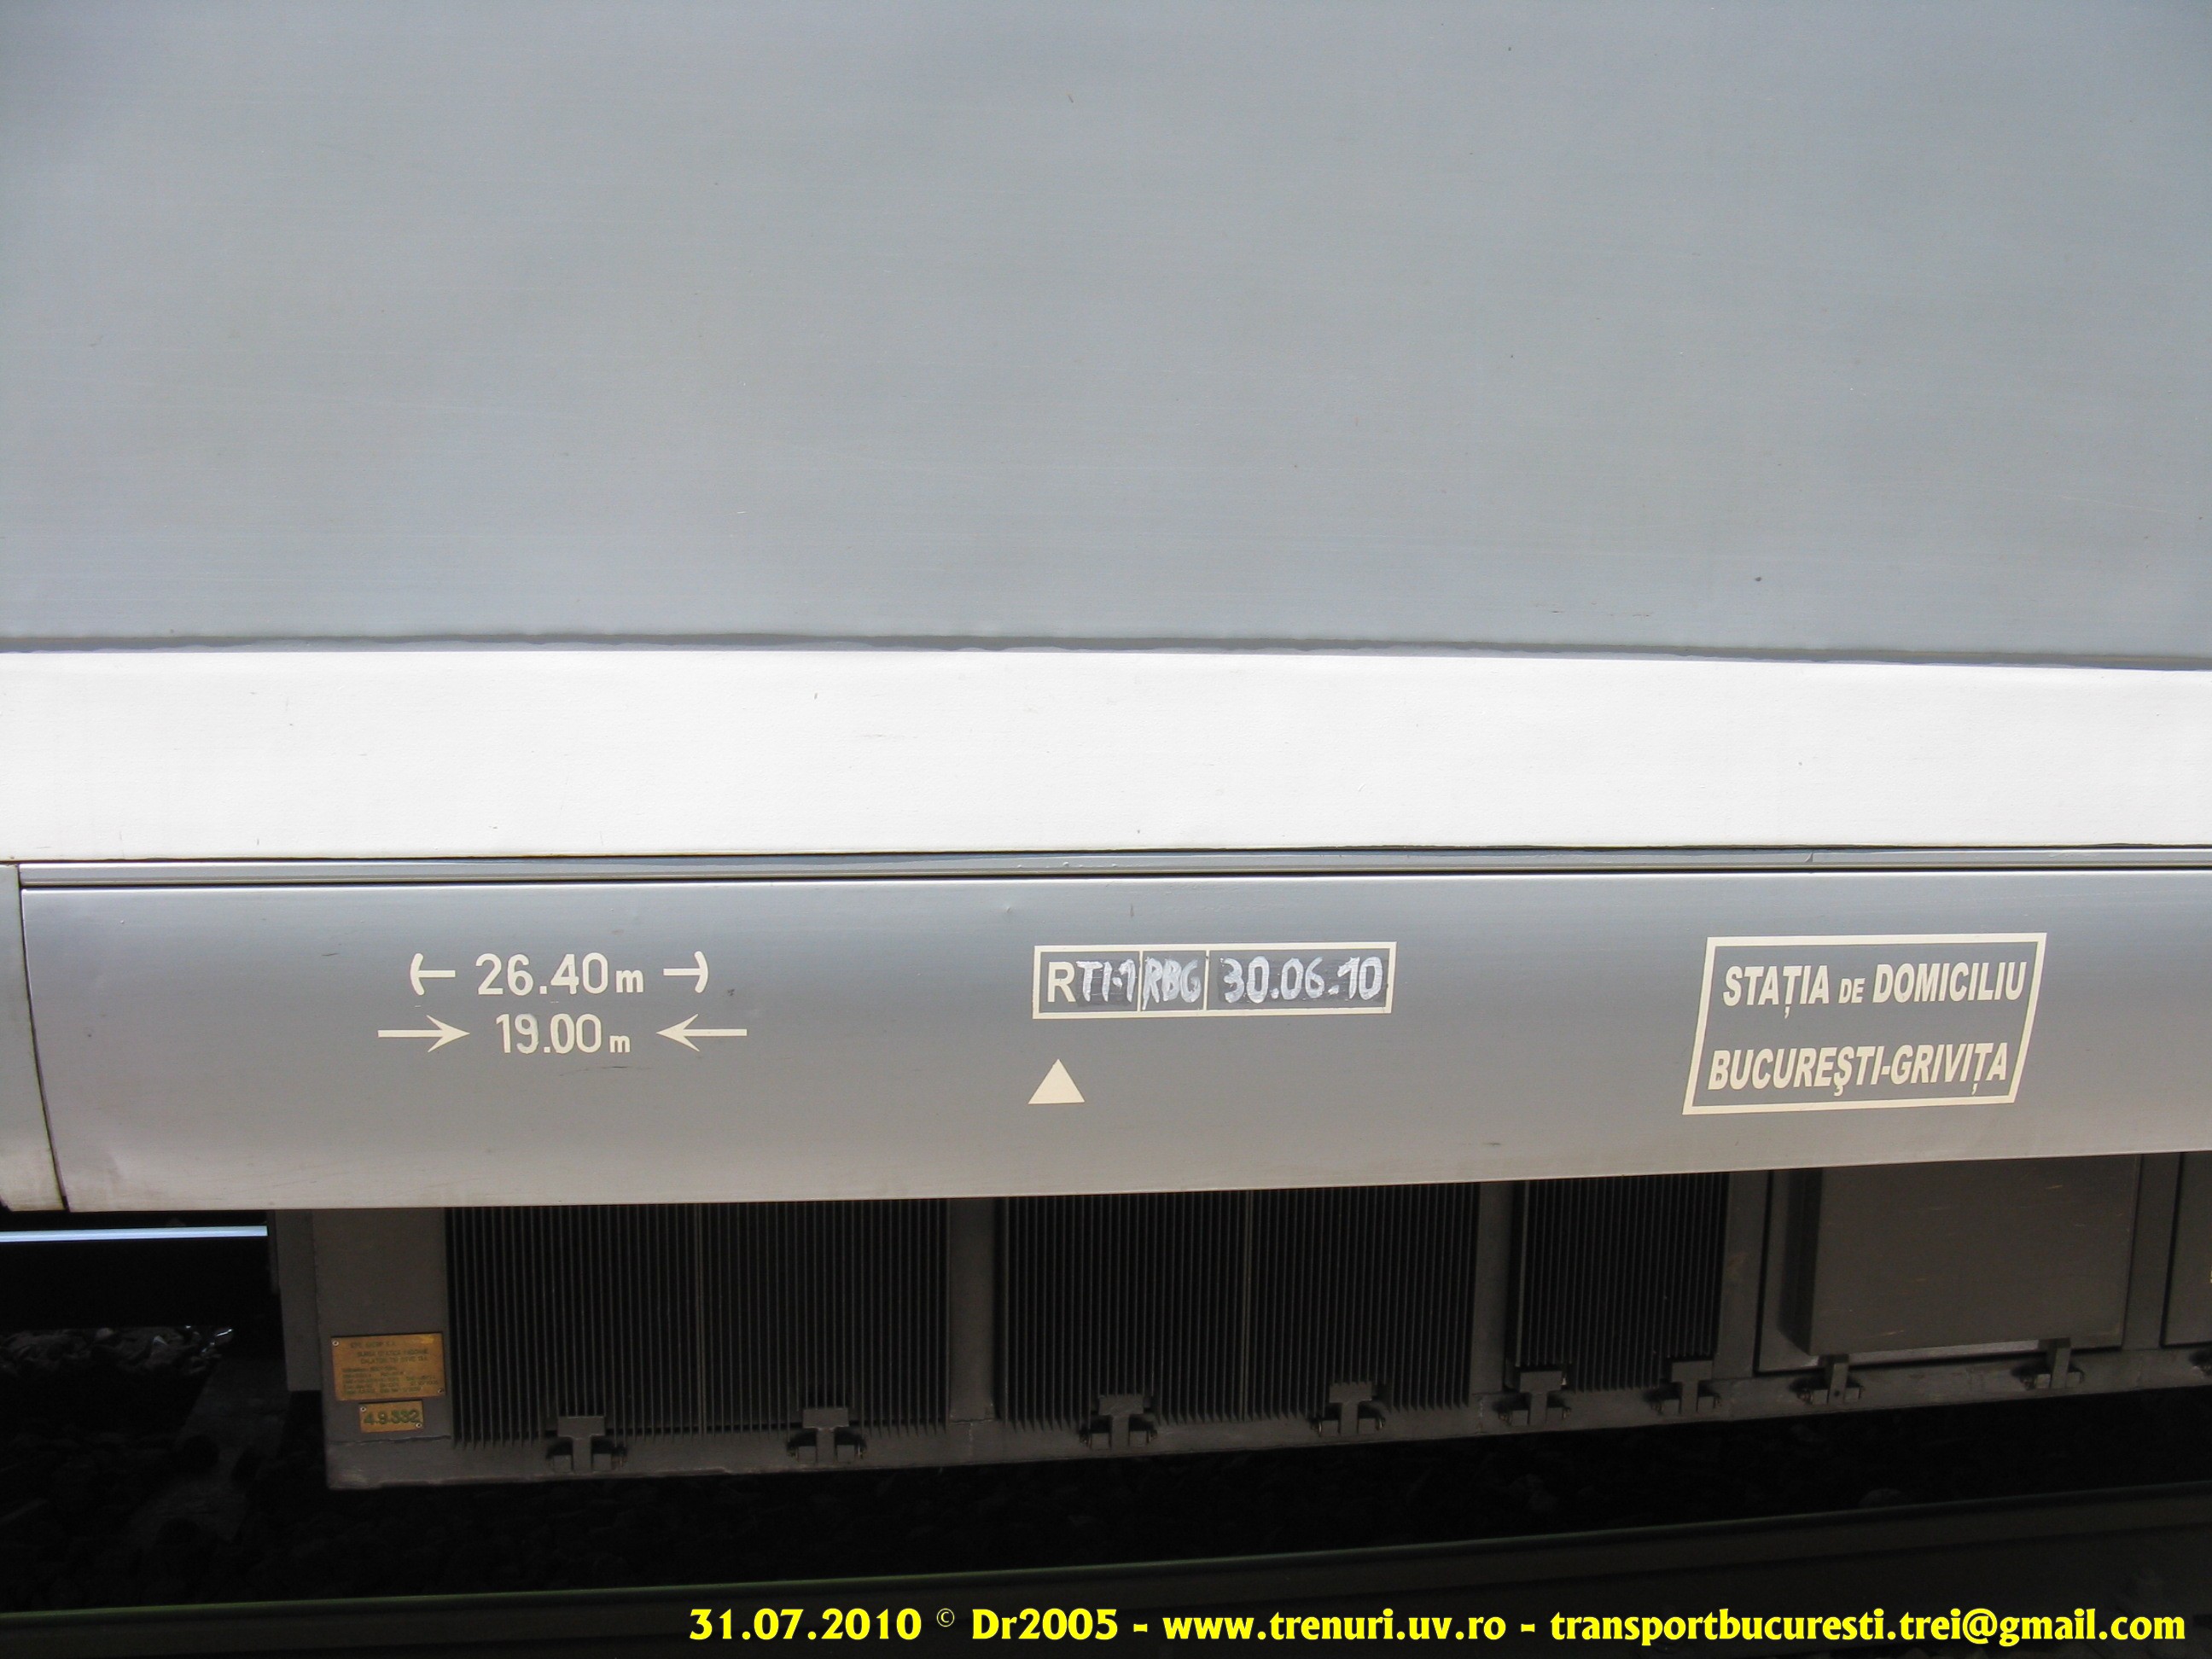 26.40m
19.00m
RTI-1 RBG 30.06.10
STAȚIA DE DOMICILIU
BUCUREŞTI-GRIVIȚA
4.9-332
31.07.2010 © Dr2005 - www.trenuri.uv.ro - transportbucuresti.trei@gmail.com